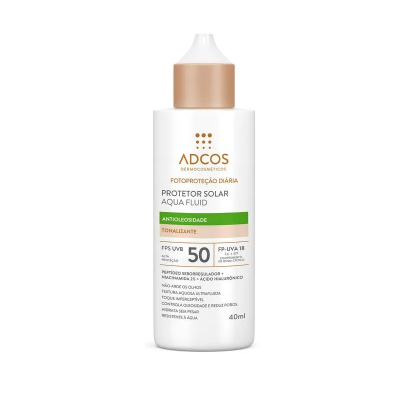 ADCOS
DERMOCOSMÉTICOS
FOTOPROTEÇÃO DIÁRIA
PROTETOR SOLAR
AQUA FLUID
ANTIOLEOSIDADE
TONALIZANTE
FPS UVB 50 FP-UVA 18
ALTA
PROTEÇÃO
PEPTÍDEO SEBORREGULADOR +
NIACINAMIDA 2% + ÁCIDO HIALURÔNICO
NÃO ARDE OS OLHOS
TEXTURA AQUOSA ULTRAFLUIDA
TOQUE IMPERCEPTÍVEL
CONTROLA OLEOSIDADE E REDUZ POROS
HIDRATA SEM PESAR
RESISTENTE À ÁGUA
40ml